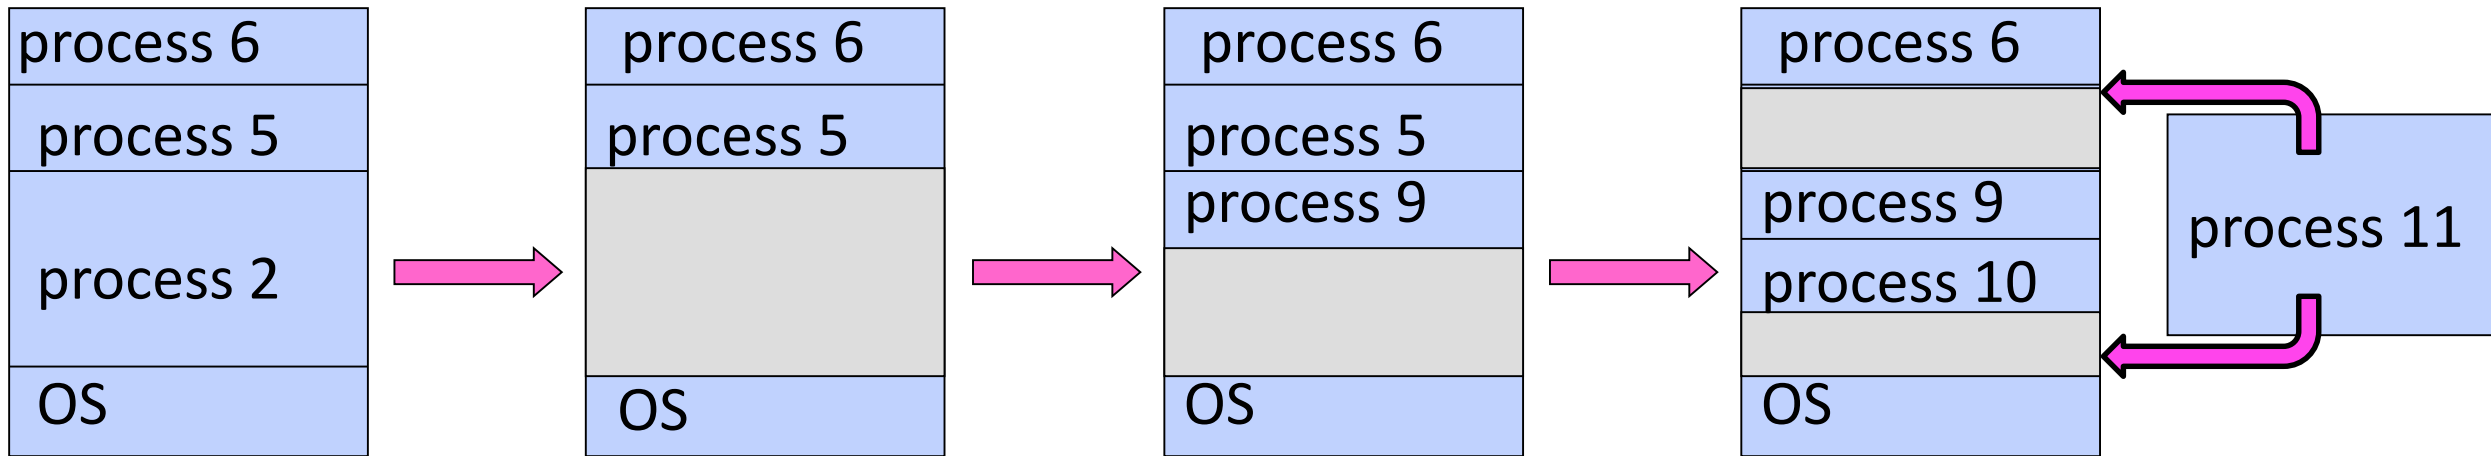 process 6
process 5
process 2
OS
process 6
process 5
OS
process 6
process 5
process 9
OS
process 6
process 9
process 10
OS
process 11